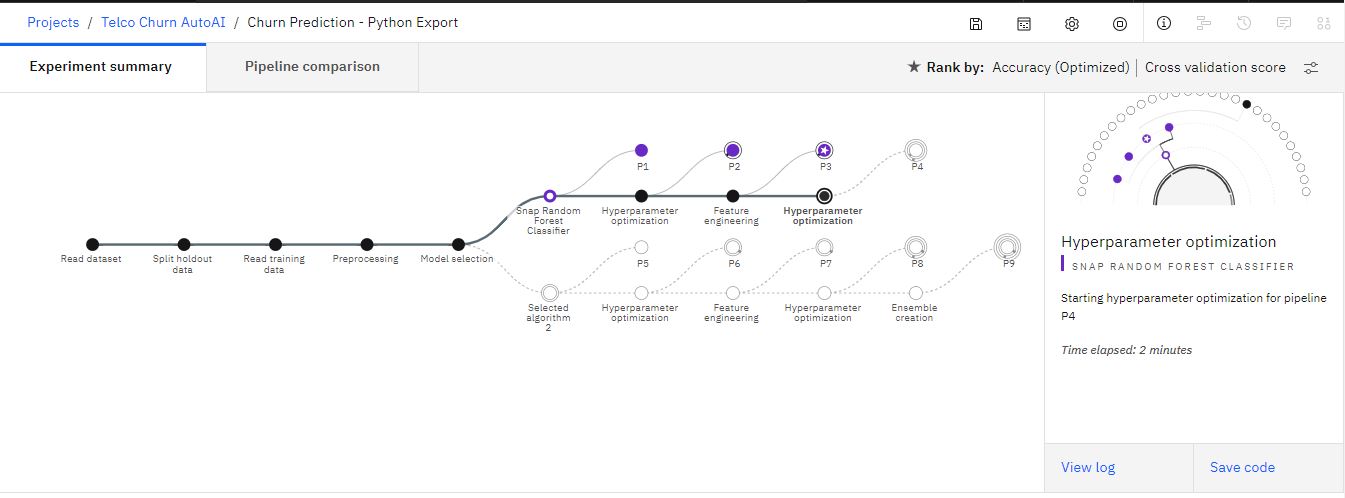 Projects / Telco Churn AutoAI / Churn Prediction - Python Export
Experiment summary
Pipeline comparison
Rank by: Accuracy (Optimized) | Cross validation score
P1
P2
P3
P4
Snap Random
Forest
Classifier
Hyperparameter
optimization
Feature
engineering
Hyperparameter
optimization
Read dataset
Split holdout
data
Read training
data
Preprocessing
Model selection
P5
P6
P7
P8
P9
Selected
algorithm
2
Hyperparameter
optimization
Feature
engineering
Hyperparameter
optimization
Ensemble
creation
Hyperparameter optimization
SNAP RANDOM FOREST CLASSIFIER
Starting hyperparameter optimization for pipeline
P4
Time elapsed: 2 minutes
View log
Save code